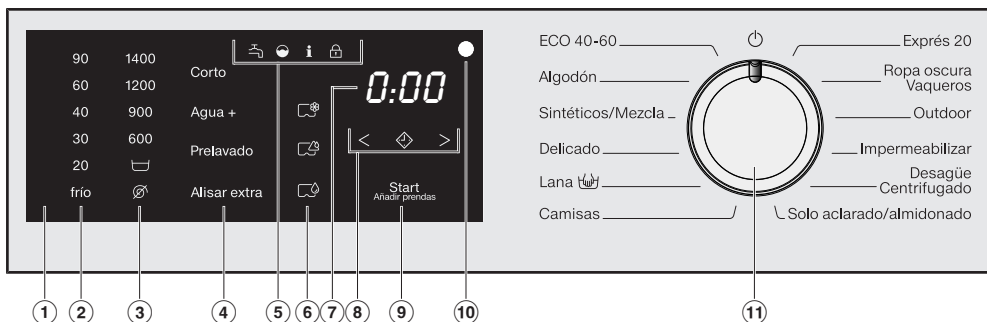 90
60
40
30
20
frío
1400
1200
900
600
Corto
Agua +
Prelavado
Alisar extra
0:00
< >
Start
Añadir prendas
ECO 40-60
Algodón
Sintéticos/Mezcla
Delicado
Lana
Camisas
Exprés 20
Ropa oscura
Vaqueros
Outdoor
Impermeabilizar
Desagüe
Centrifugado
Solo aclarado/almidonado
1 2 3 4 5 6 7 8 9 10 11